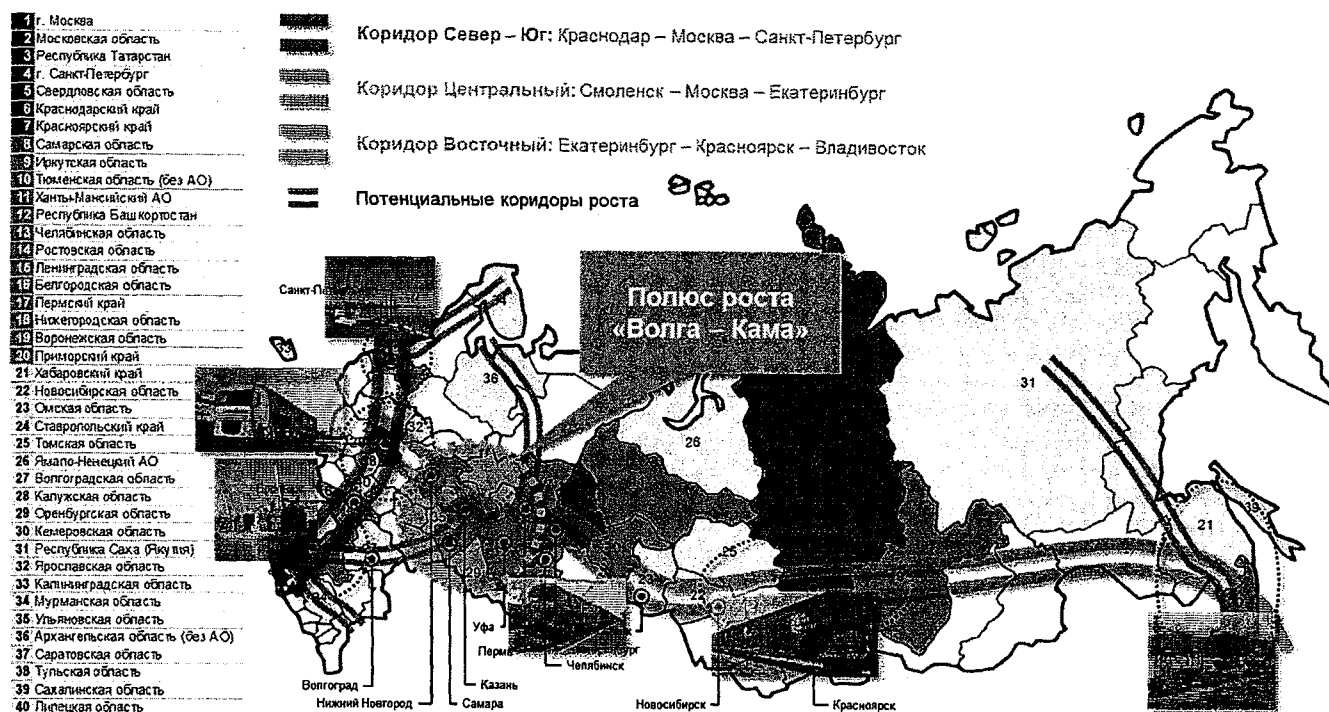 1 г. Москва
2 Московская область
3 Республика Татарстан
4 г. Санкт-Петербург
5 Свердловская область
6 Краснодарский край
7 Красноярский край
8 Самарская область
9 Иркутская область
10 Тюменская область (без АО)
11 Ханты-Мансийский АО
12 Республика Башкортостан
13 Челябинская область
14 Ростовская область
15 Ленинградская область
16 Белгородская область
17 Пермский край
18 Нижегородская область
19 Воронежская область
20 Приморский край
21 Хабаровский край
22 Новосибирская область
23 Омская область
24 Ставропольский край
25 Томская область
26 Ямало-Ненецкий АО
27 Волгоградская область
28 Калужская область
29 Оренбургская область
30 Кемеровская область
31 Республика Саха (Якутия)
32 Ярославская область
33 Калининградская область
34 Мурманская область
35 Ульяновская область
36 Архангельская область (без АО)
37 Саратовская область
38 Тульская область
39 Сахалинская область
40 Липецкая область
Коридор Север – Юг: Краснодар – Москва – Санкт-Петербург
Коридор Центральный: Смоленск – Москва – Екатеринбург
Коридор Восточный: Екатеринбург – Красноярск – Владивосток
Потенциальные коридоры роста
Полюс роста
«Волга – Кама»
36
26
31
32
25
21
39
Уфа
Челябинск
Волгоград
Казань
Нижний Новгород
Самара
Новосибирск
Красноярск